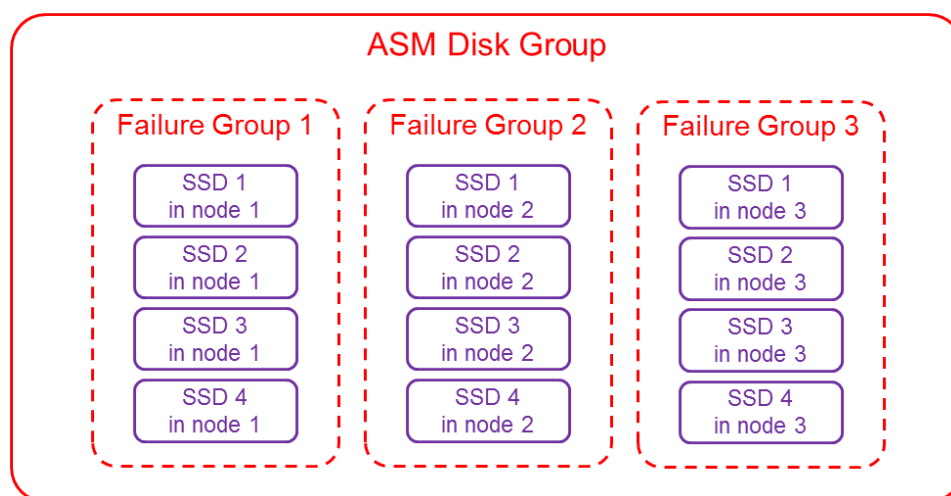 ASM Disk Group
Failure Group 1
SSD 1
in node 1
SSD 2
in node 1
SSD 3
in node 1
SSD 4
in node 1
Failure Group 2
SSD 1
in node 2
SSD 2
in node 2
SSD 3
in node 2
SSD 4
in node 2
Failure Group 3
SSD 1
in node 3
SSD 2
in node 3
SSD 3
in node 3
SSD 4
in node 3